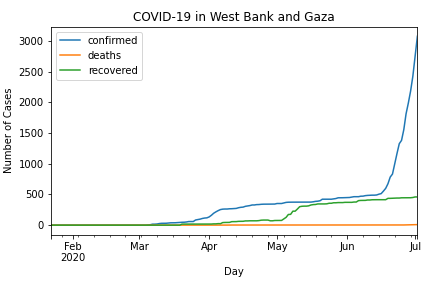 COVID-19 in West Bank and Gaza
confirmed
deaths
recovered
Number of Cases
3000
2500
2000
1500
1000
500
0
Feb
2020
Mar
Apr
May
Jun
Jul
Day